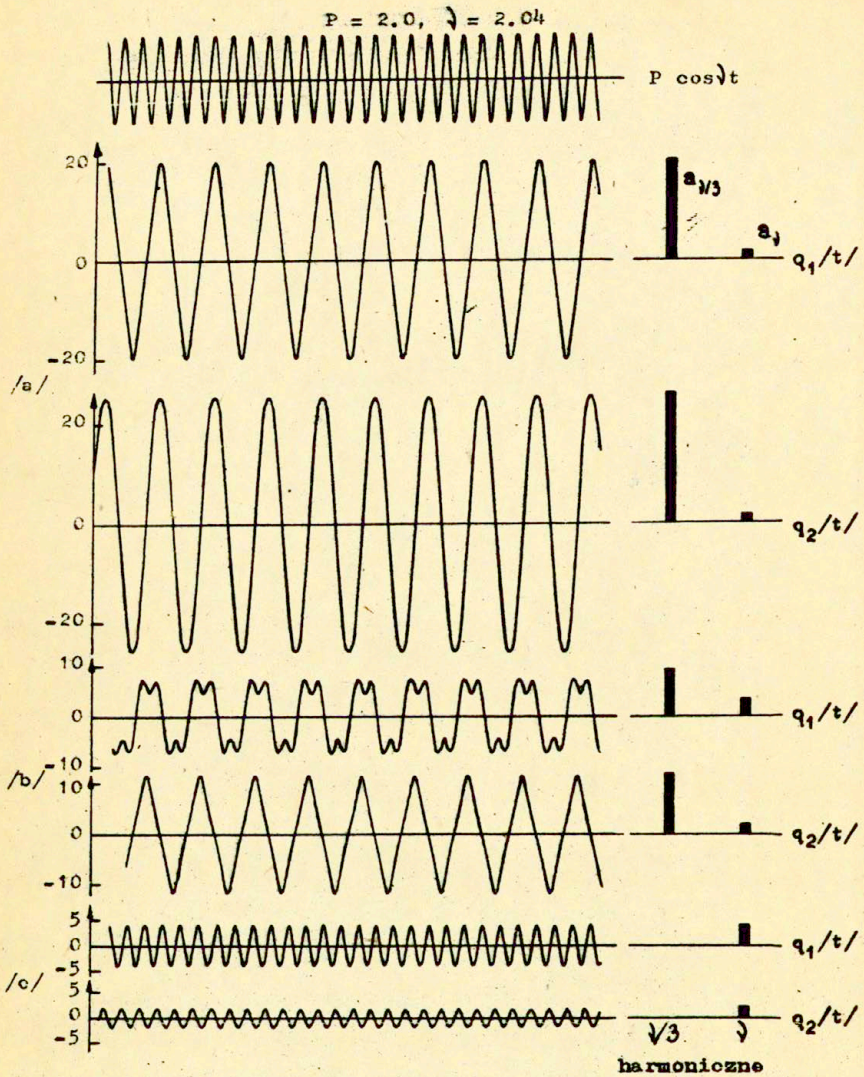 P = 2.0, ν = 2.04
P cosνt
20
0
-20
a ν/3
a ν
q₁/t/
/a/
20
0
-20
q₂/t/
10
0
-10
q₁/t/
/b/
10
0
-10
q₂/t/
5
0
-5
q₁/t/
/c/
5
0
-5
q₂/t/
ν/3
ν
harmoniczne